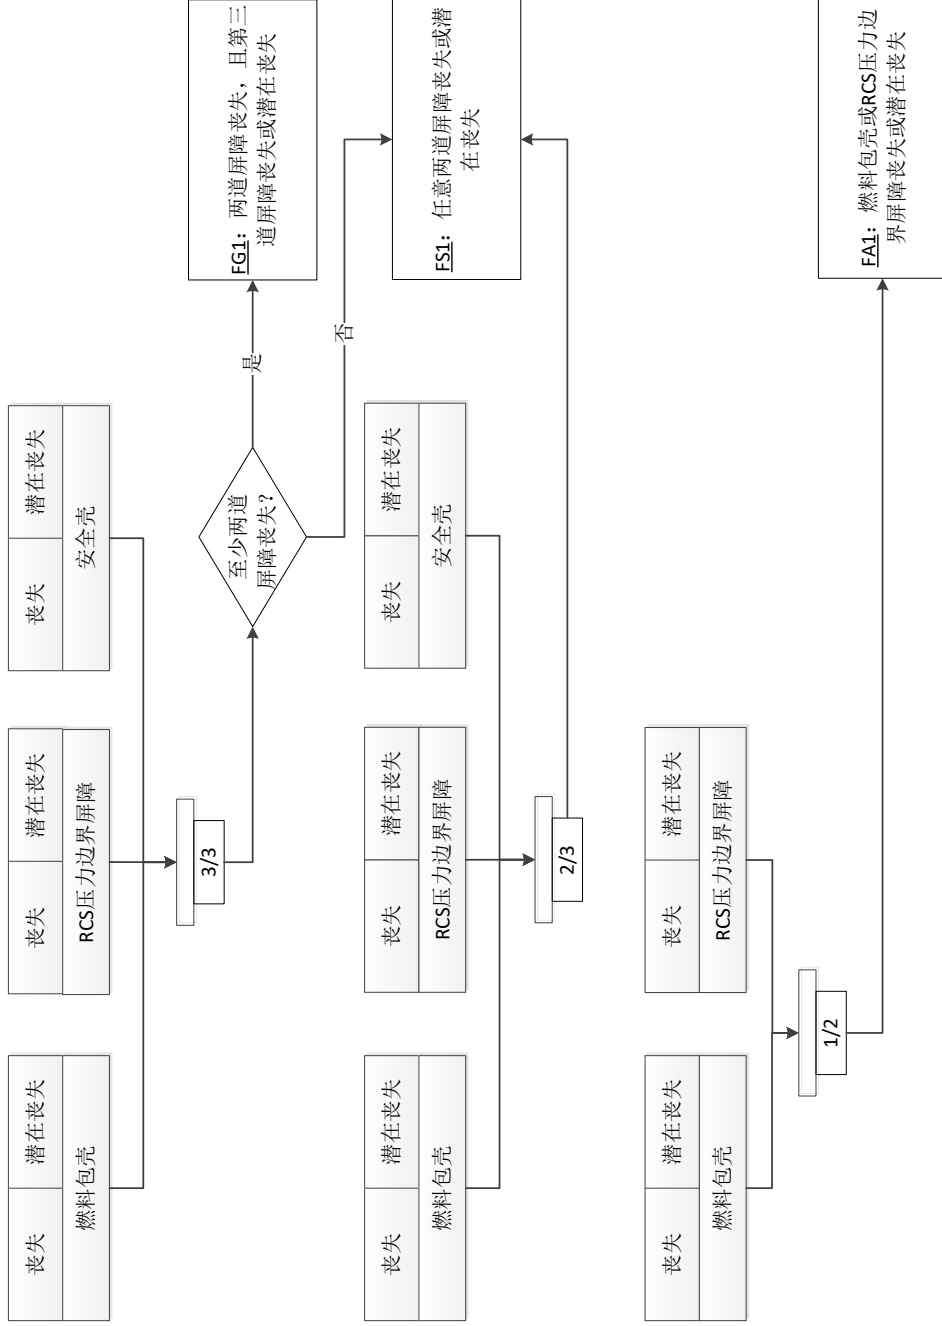 丧失
潜在丧失
燃料包壳
丧失
潜在丧失
RCS压力边界屏障
丧失
潜在丧失
安全壳
3/3
至少两道
屏障丧失？
是
否
FG1：两道屏障丧失，且第三
道屏障丧失或潜在丧失
丧失
潜在丧失
燃料包壳
丧失
潜在丧失
RCS压力边界屏障
丧失
潜在丧失
安全壳
2/3
FS1：任意两道屏障丧失或潜
在丧失
丧失
潜在丧失
燃料包壳
丧失
潜在丧失
RCS压力边界屏障
1/2
FA1：燃料包壳或RCS压力边
界屏障丧失或潜在丧失